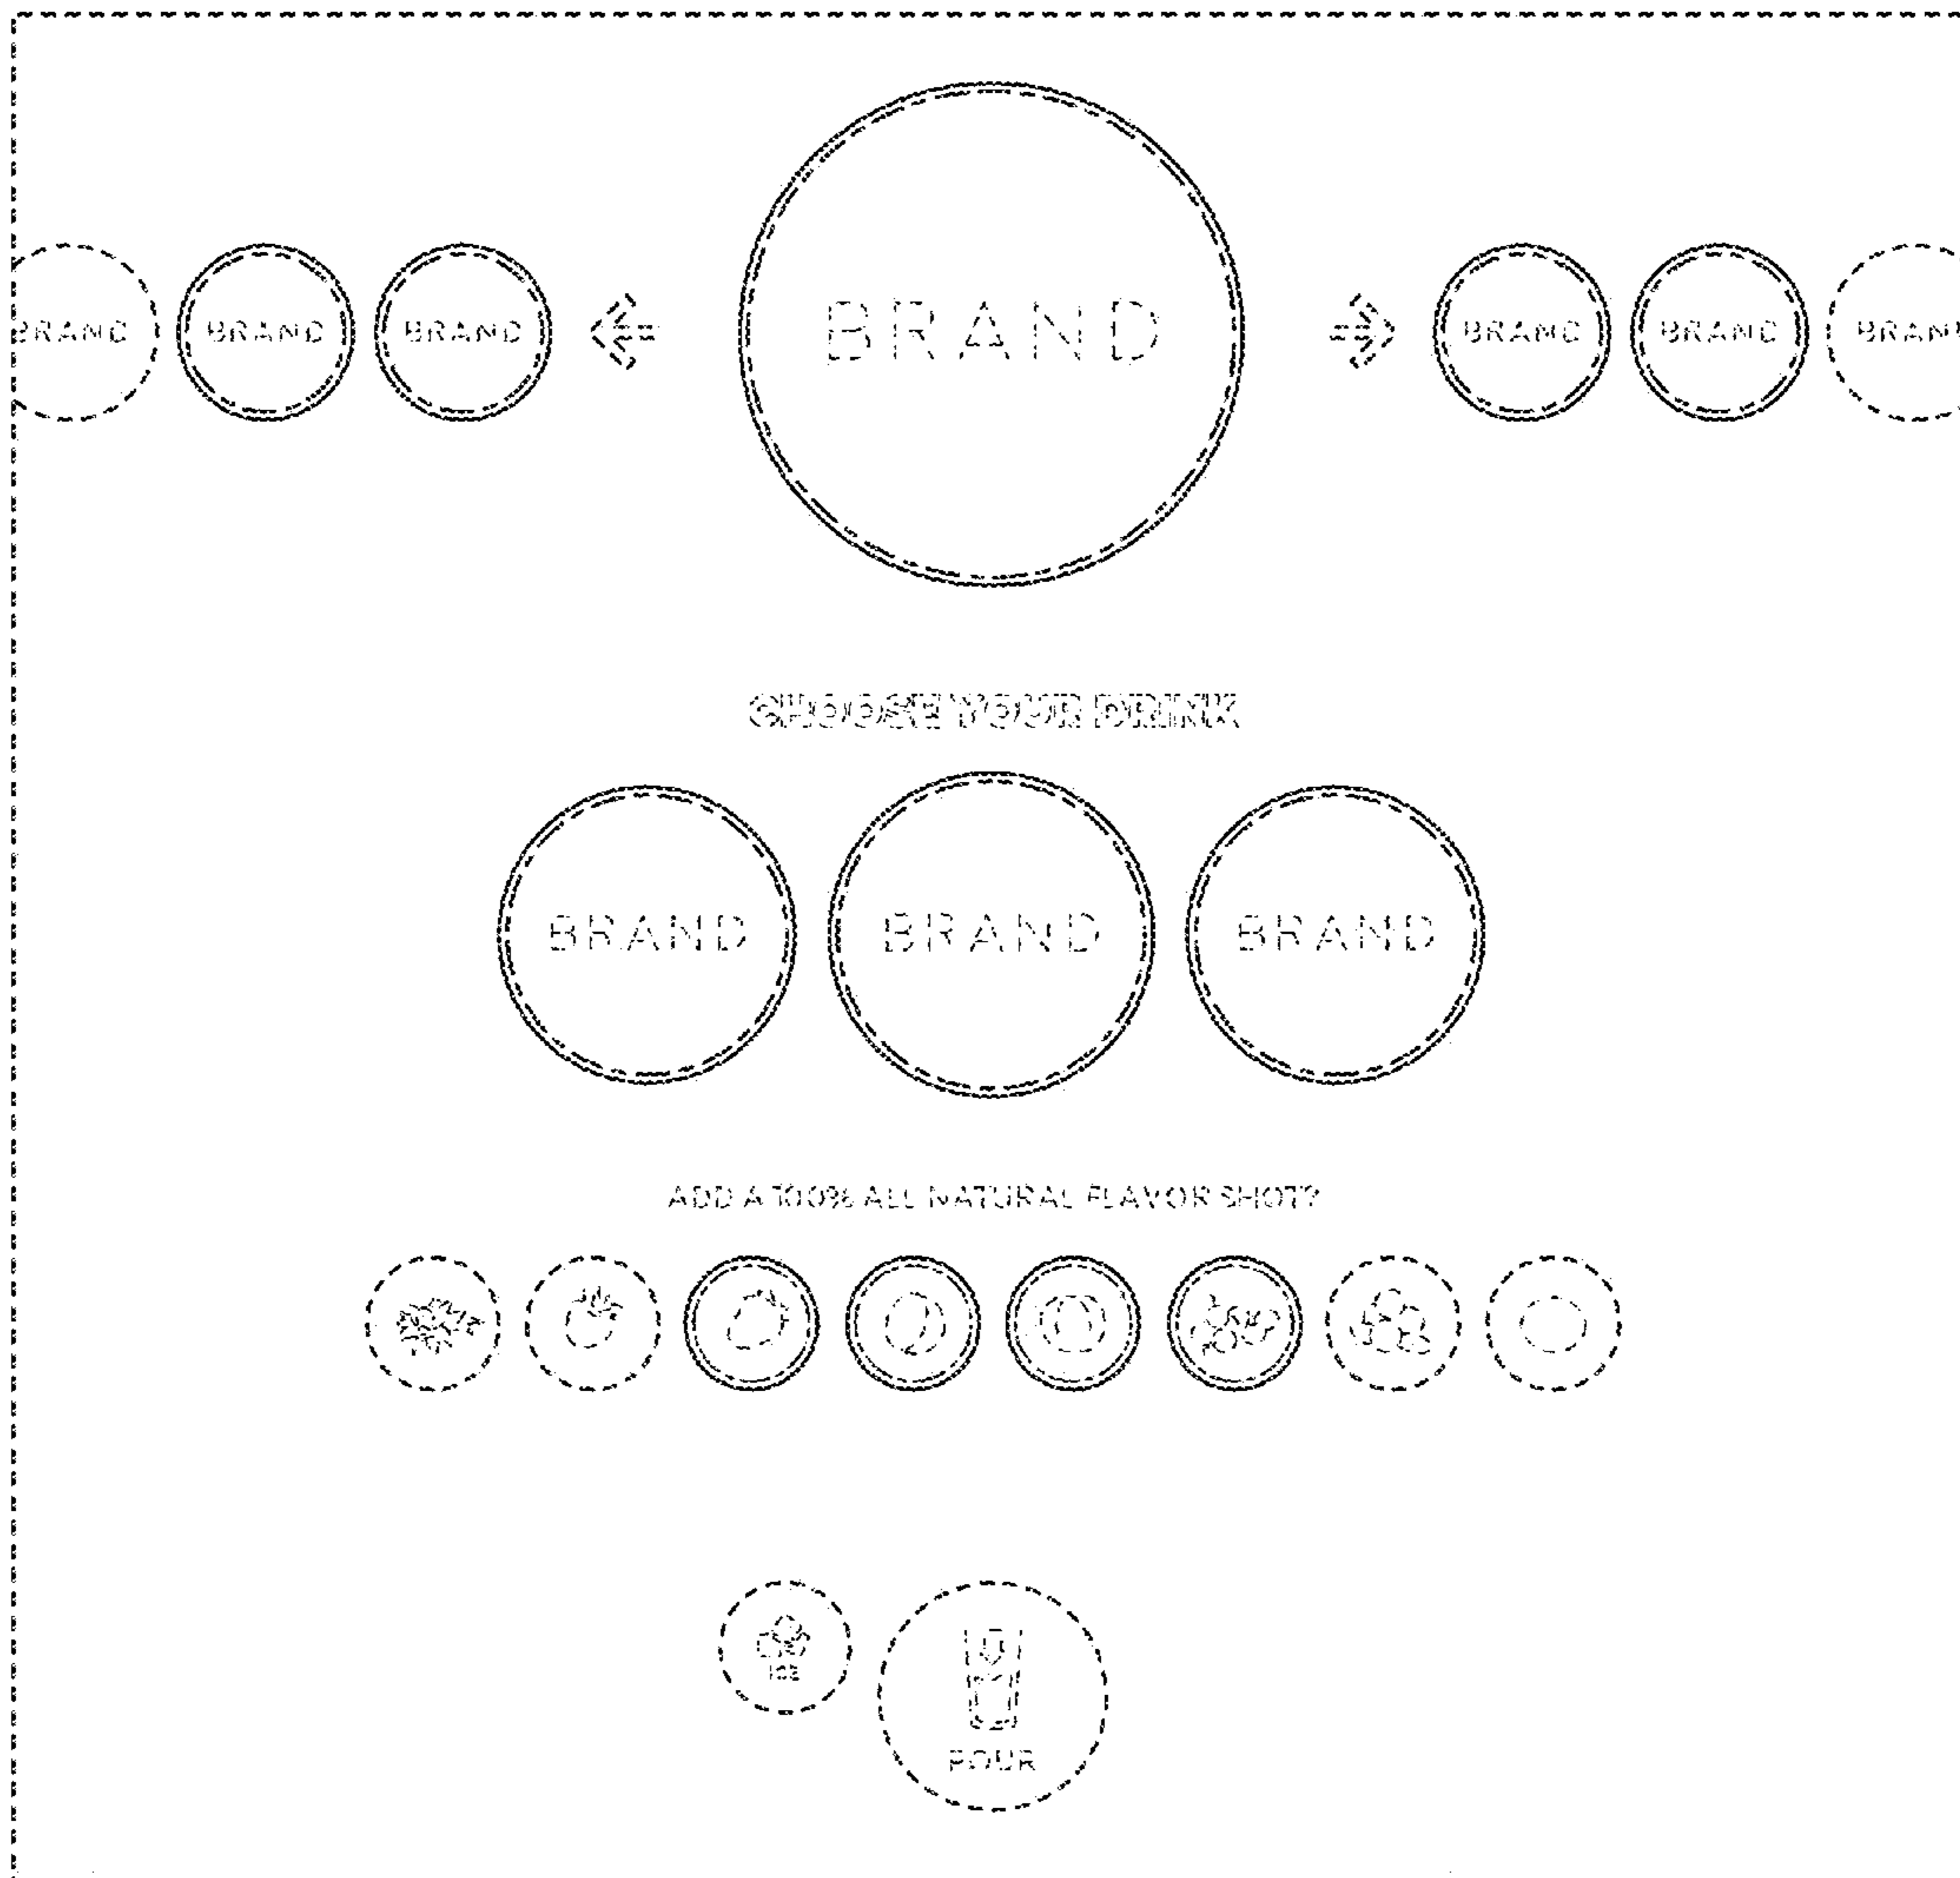 BRAND BRAND BRAND BRAND BRAND BRAND BRAND
CHOOSE YOUR DRINK
BRAND BRAND BRAND
ADD A 100% ALL NATURAL FLAVOR SHOT?
ICE
POUR